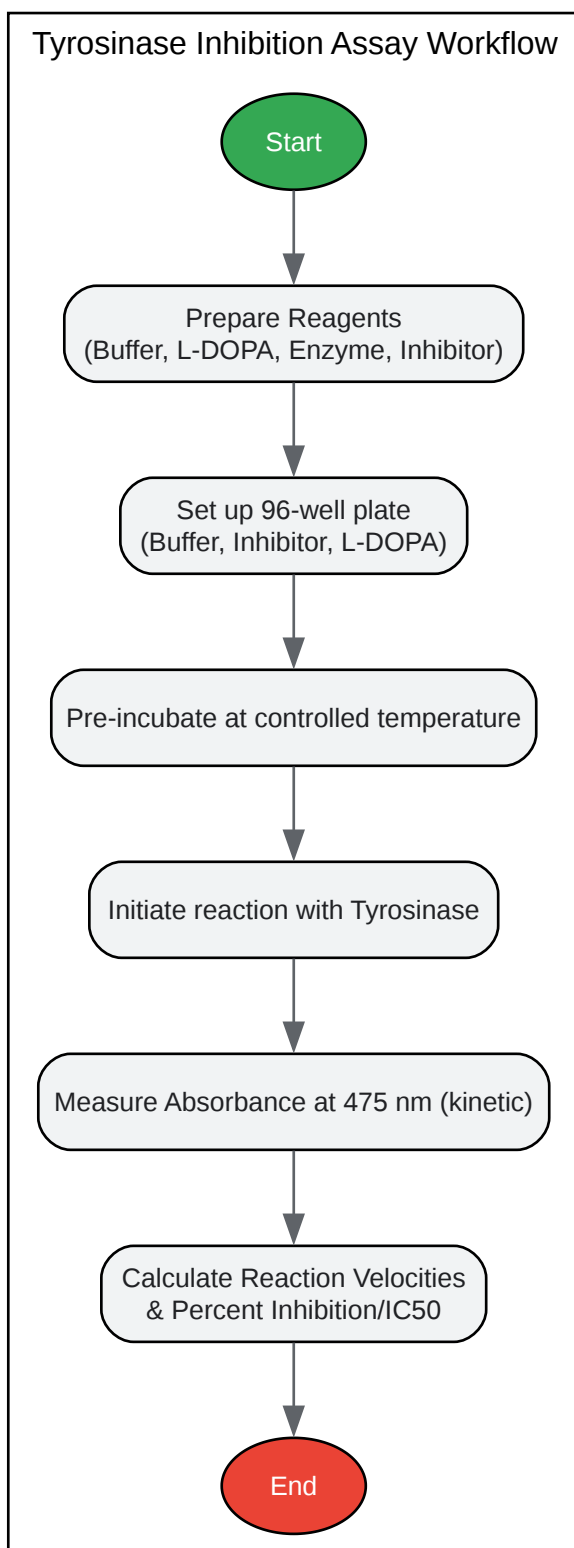 Tyrosinase Inhibition Assay Workflow
Start
Prepare Reagents
(Buffer, L-DOPA, Enzyme, Inhibitor)
Set up 96-well plate
(Buffer, Inhibitor, L-DOPA)
Pre-incubate at controlled temperature
Initiate reaction with Tyrosinase
Measure Absorbance at 475 nm (kinetic)
Calculate Reaction Velocities
& Percent Inhibition/IC50
End